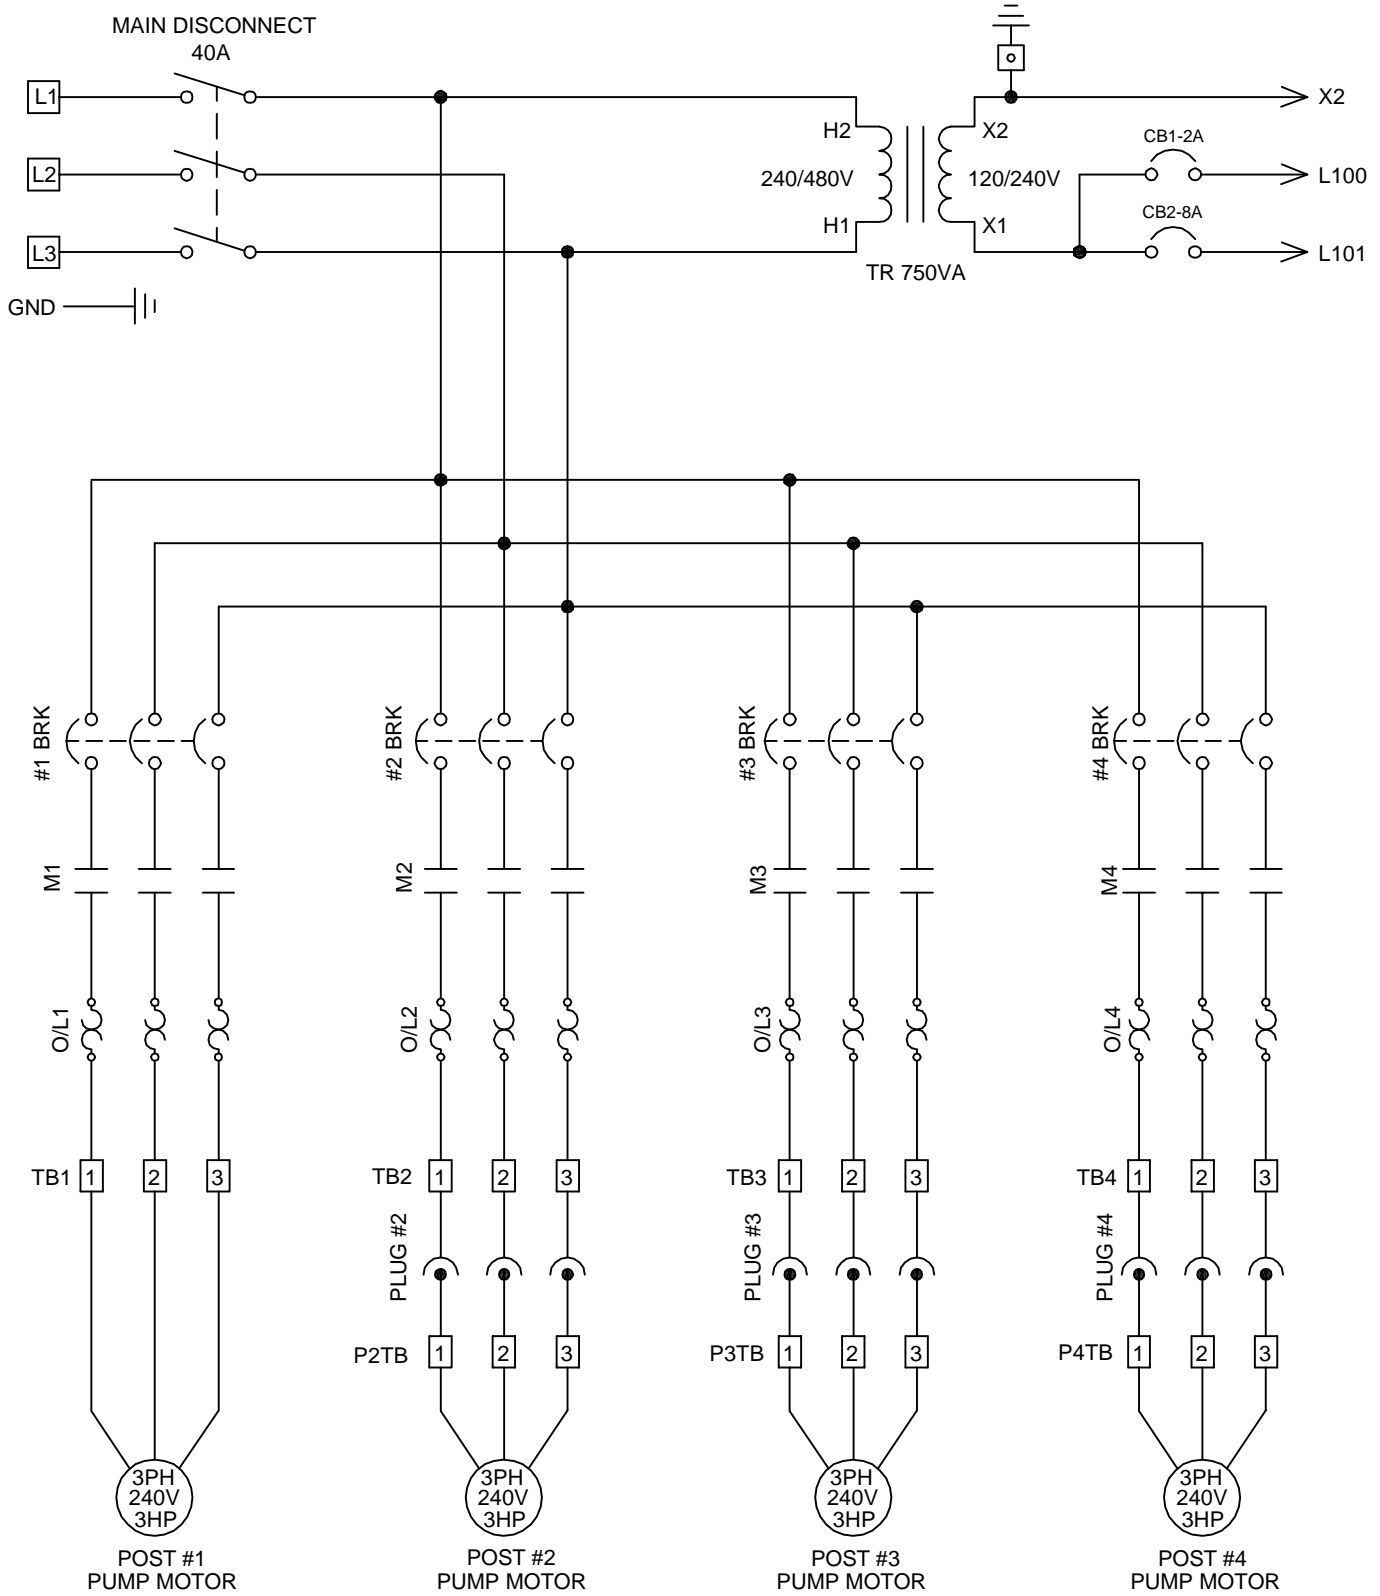 MAIN DISCONNECT
40A
L1
X2
H2
X2
CB1-2A
L2
240/480V
120/240V
L100
CB2-8A
H1
X1
L3
L101
TR 750VA
GND
#1 BRK
#2 BRK
#3 BRK
#4 BRK
M1
M2
M3
M4
O/L1
O/L2
O/L3
O/L4
TB1 1 2 3
TB2 1 2 3
TB3 1 2 3
TB4 1 2 3
PLUG #2
PLUG #3
PLUG #4
P2TB 1 2 3
P3TB 1 2 3
P4TB 1 2 3
3PH
240V
3HP
POST #1
PUMP MOTOR
3PH
240V
3HP
POST #2
PUMP MOTOR
3PH
240V
3HP
POST #3
PUMP MOTOR
3PH
240V
3HP
POST #4
PUMP MOTOR